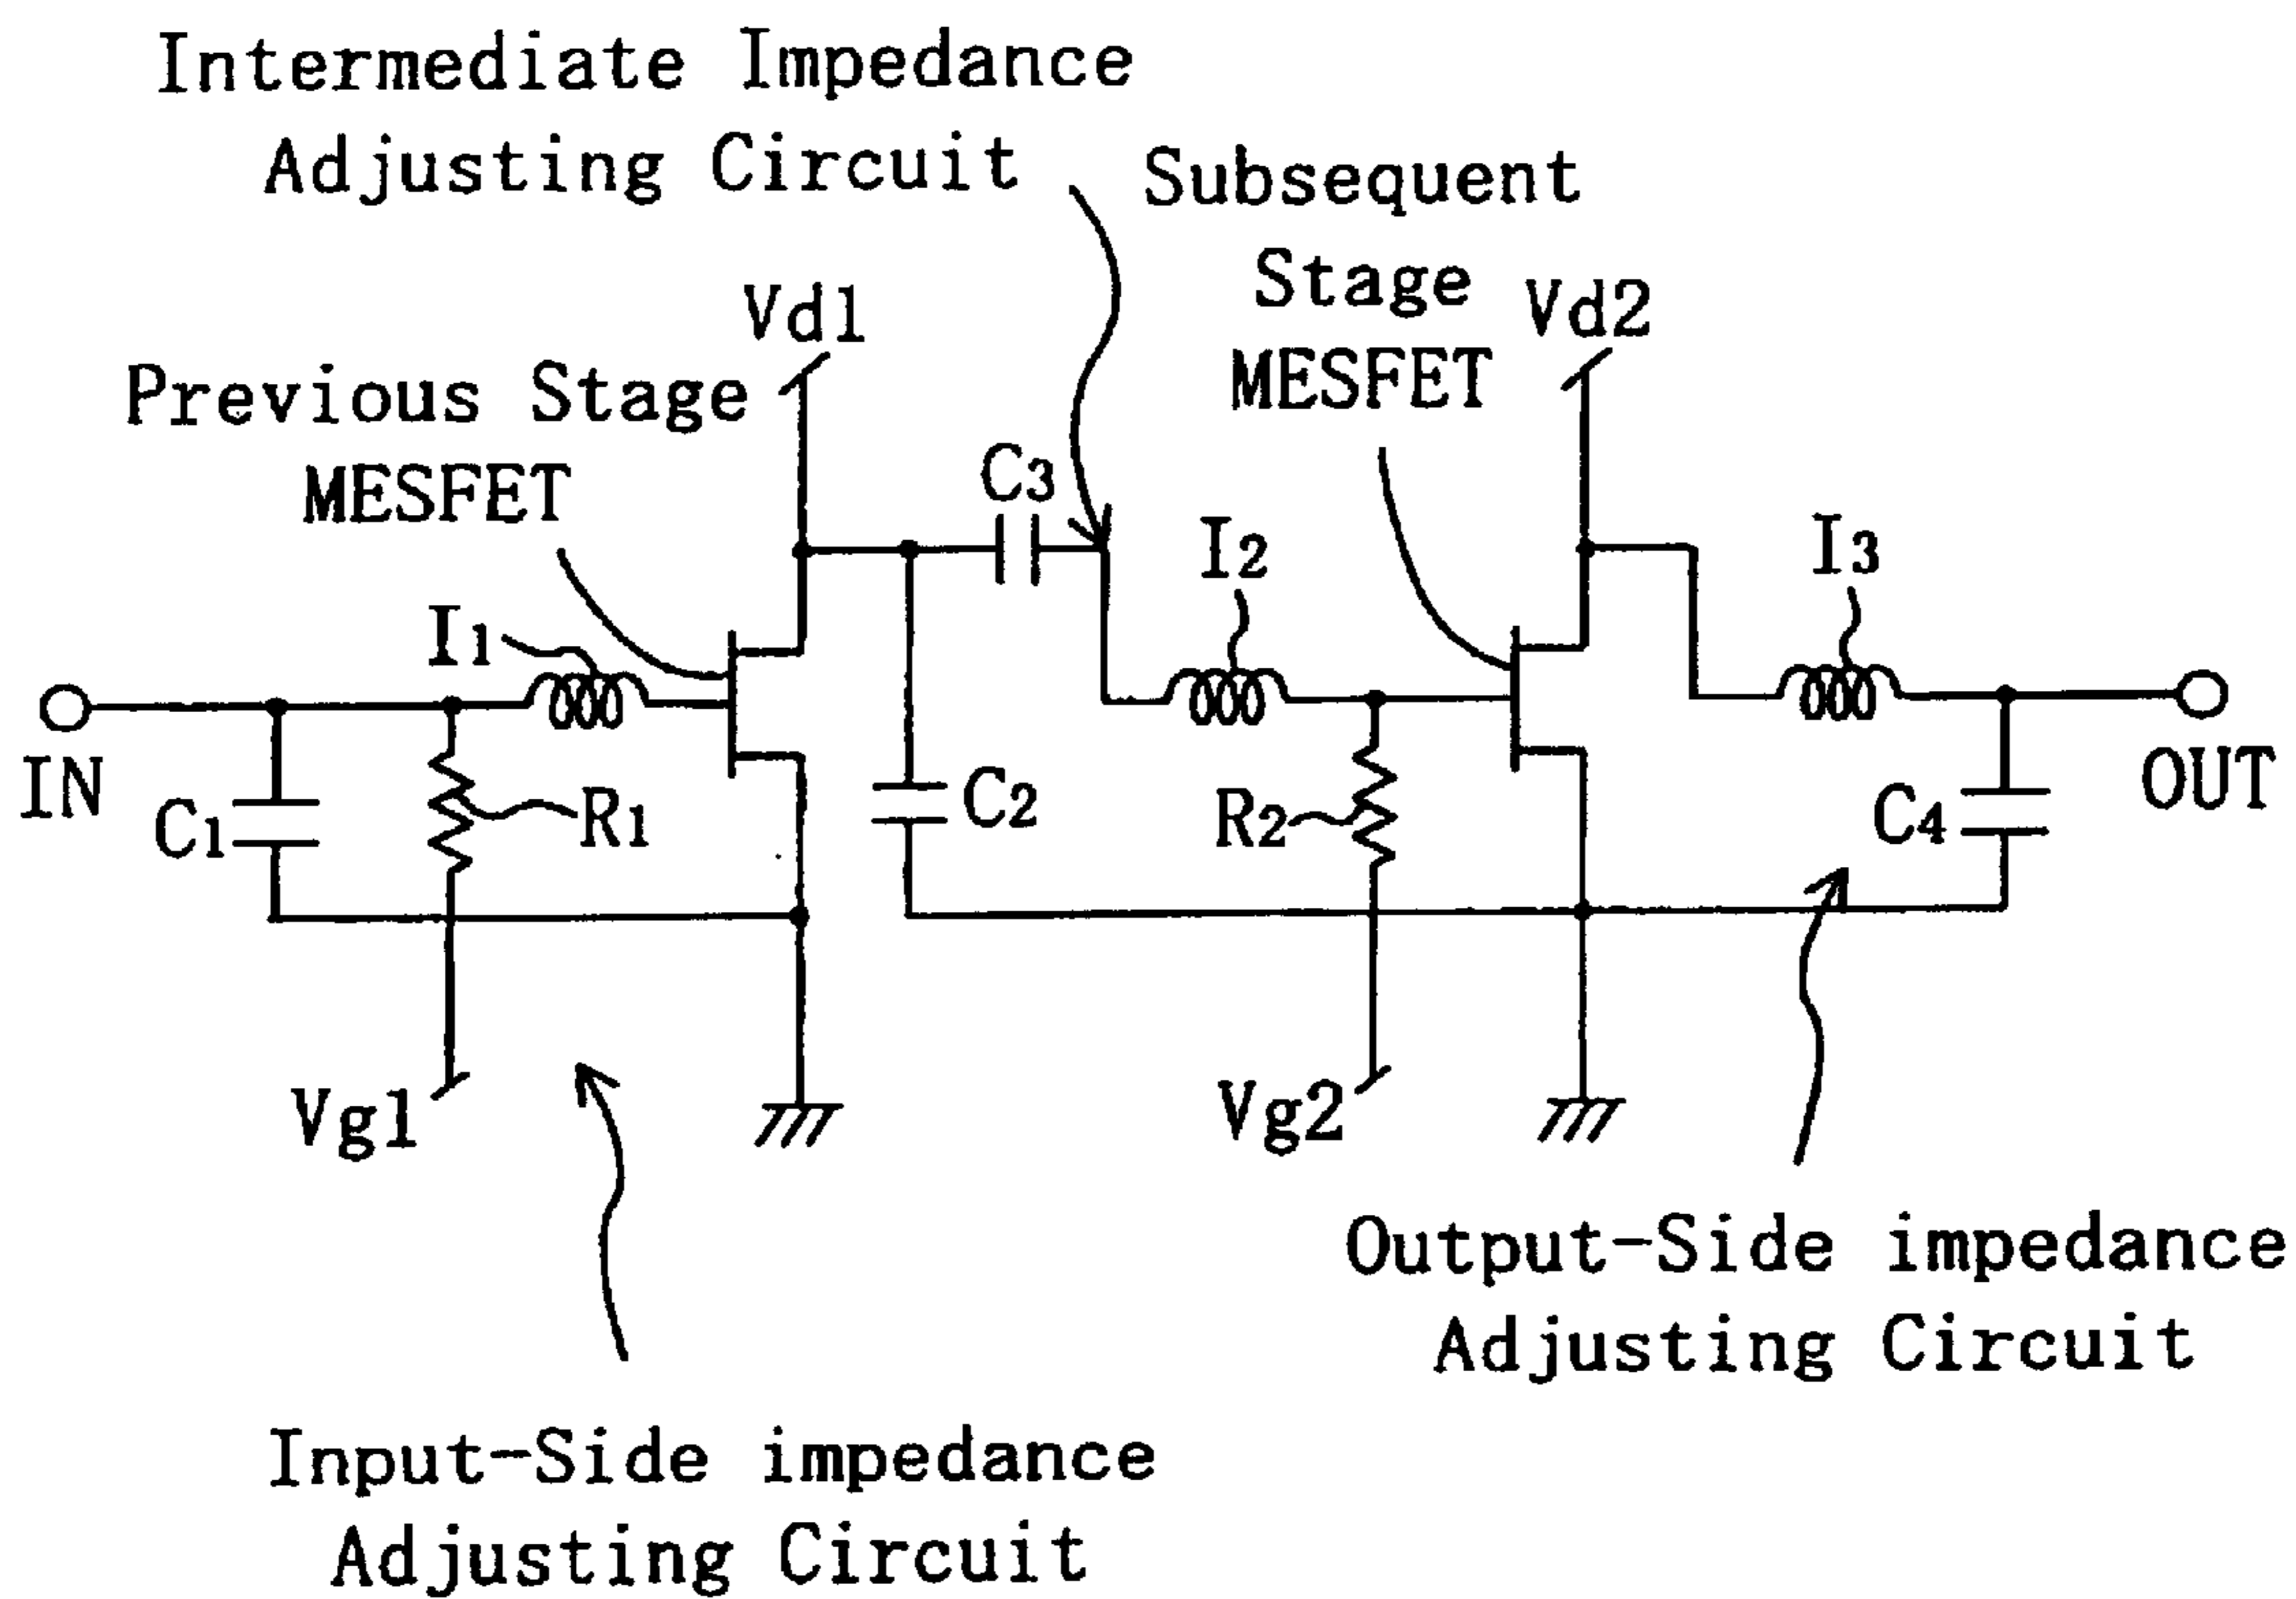 Intermediate Impedance
Adjusting Circuit
Subsequent
Stage
MESFET
Vd1
Vd2
Previous Stage
MESFET
C3
I2
I3
I1
IN
C1
R1
C2
R2
C4
OUT
Vg1
Vg2
Output-Side impedance
Adjusting Circuit
Input-Side impedance
Adjusting Circuit